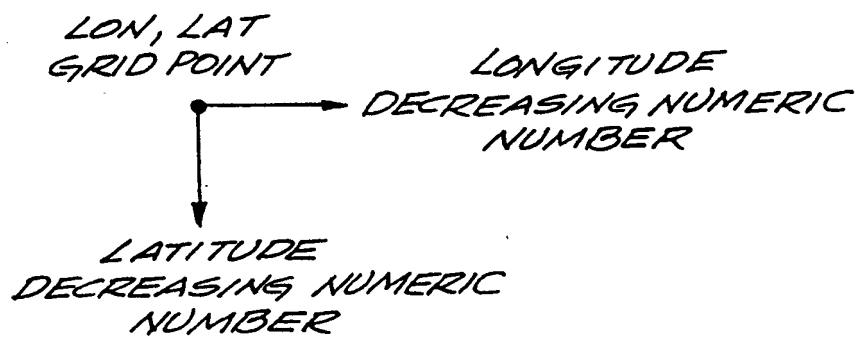 LON, LAT
GRID POINT
LONGITUDE
DECREASING NUMERIC
NUMBER
LATITUDE
DECREASING NUMERIC
NUMBER